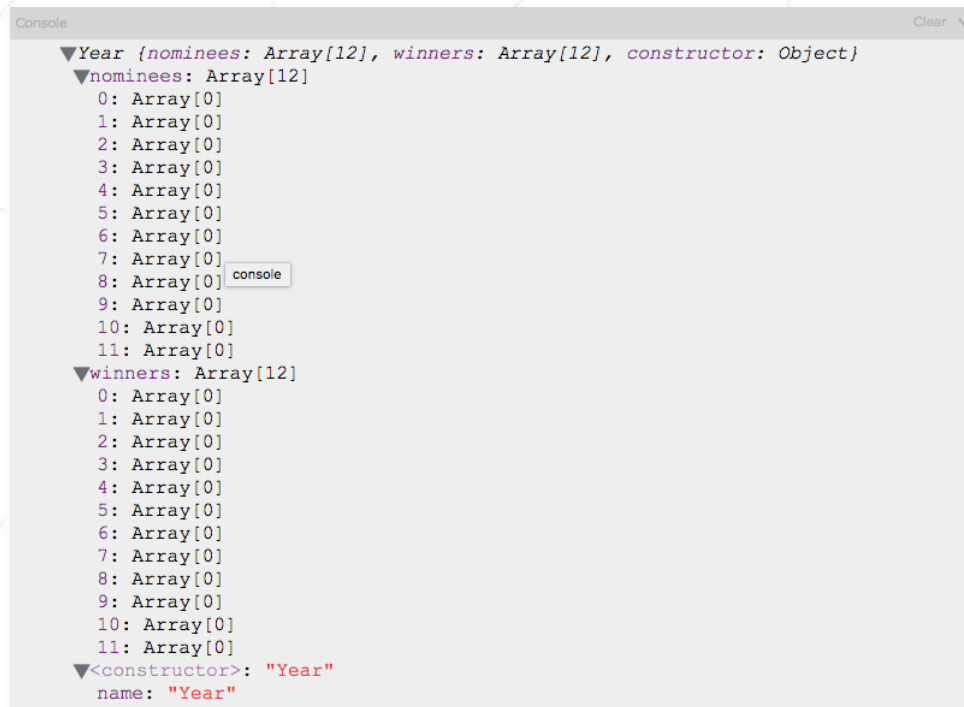 Console Clear
▼Year {nominees: Array[12], winners: Array[12], constructor: Object}
▼nominees: Array[12]
0: Array[0]
1: Array[0]
2: Array[0]
3: Array[0]
4: Array[0]
5: Array[0]
6: Array[0]
7: Array[0]
console
8: Array[0]
9: Array[0]
10: Array[0]
11: Array[0]
▼winners: Array[12]
0: Array[0]
1: Array[0]
2: Array[0]
3: Array[0]
4: Array[0]
5: Array[0]
6: Array[0]
7: Array[0]
8: Array[0]
9: Array[0]
10: Array[0]
11: Array[0]
▼<constructor>: "Year"
name: "Year"